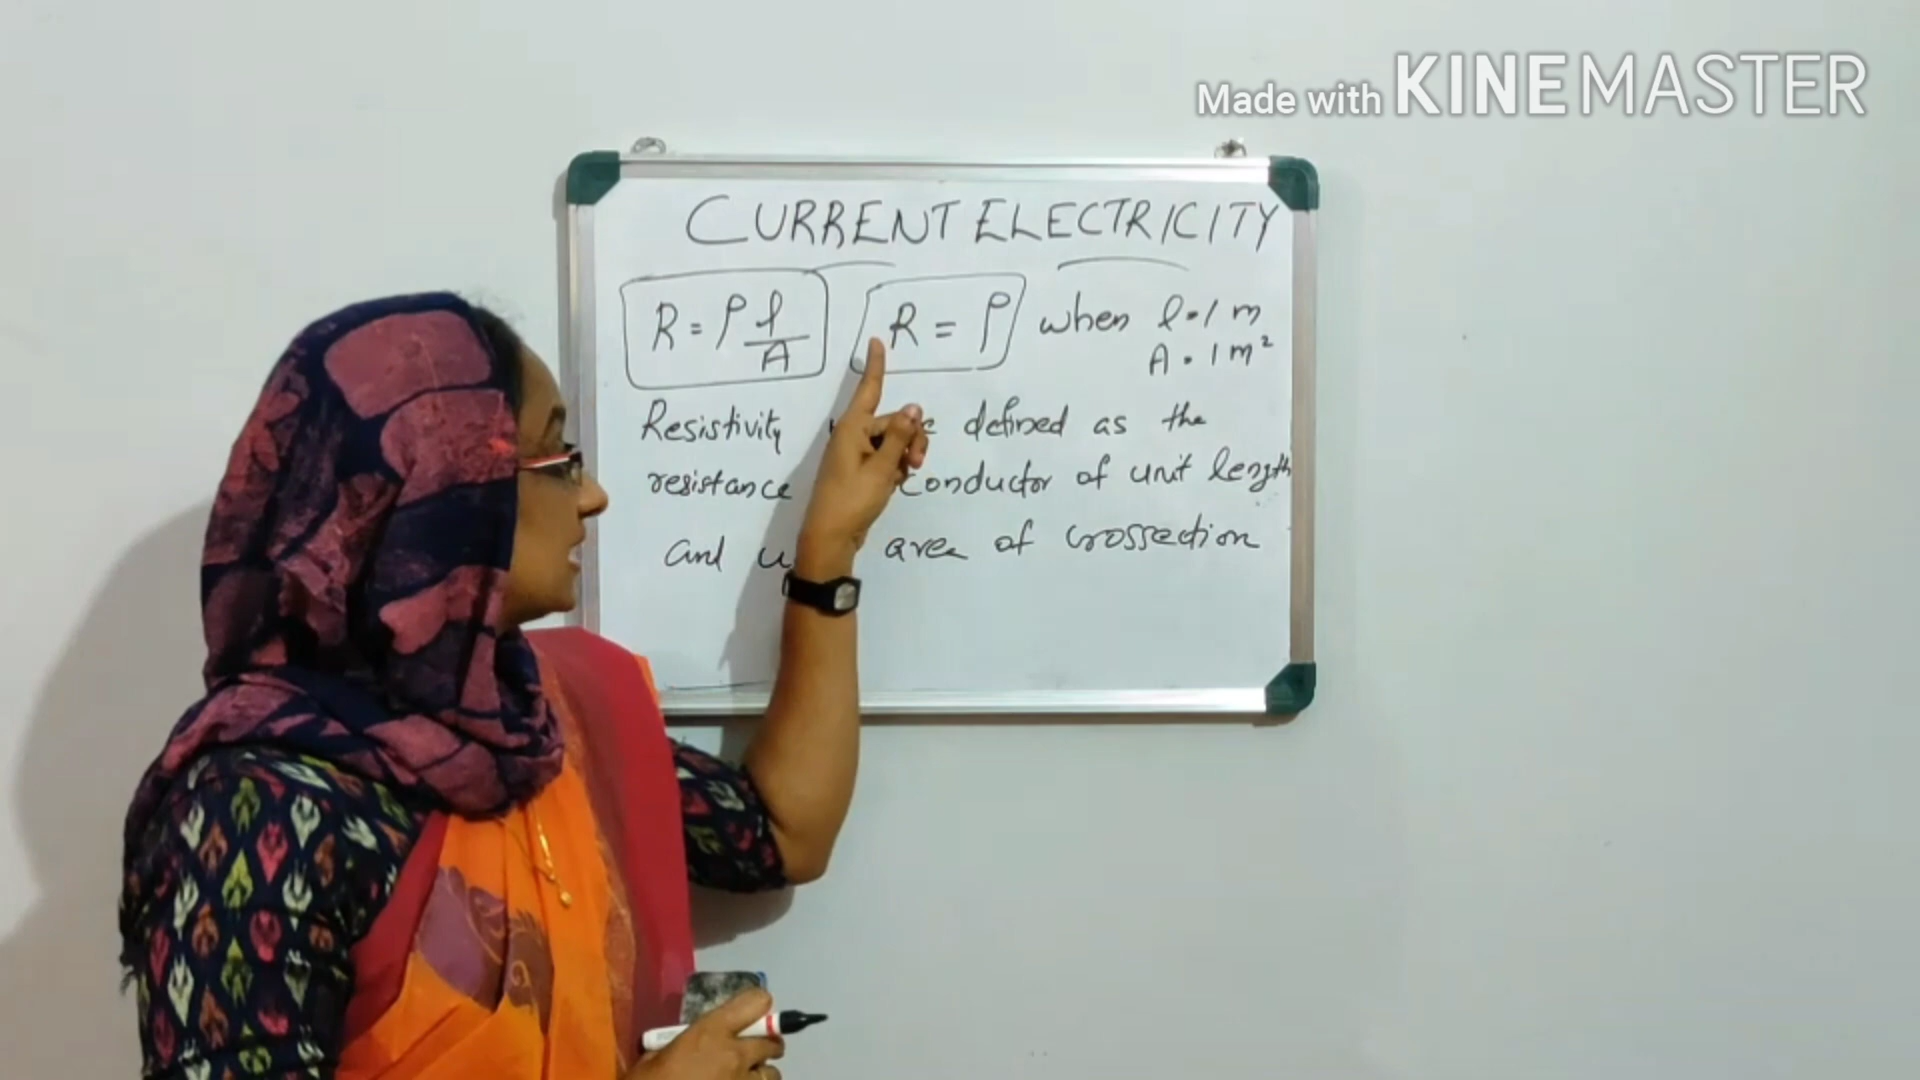 Made with KINEMASTER
CURRENT ELECTRICITY
R = ρ l/A R = ρ when l = 1 m
A = 1 m²
Resistivity defined as the
resistance conductor of unit length
and area of crossection